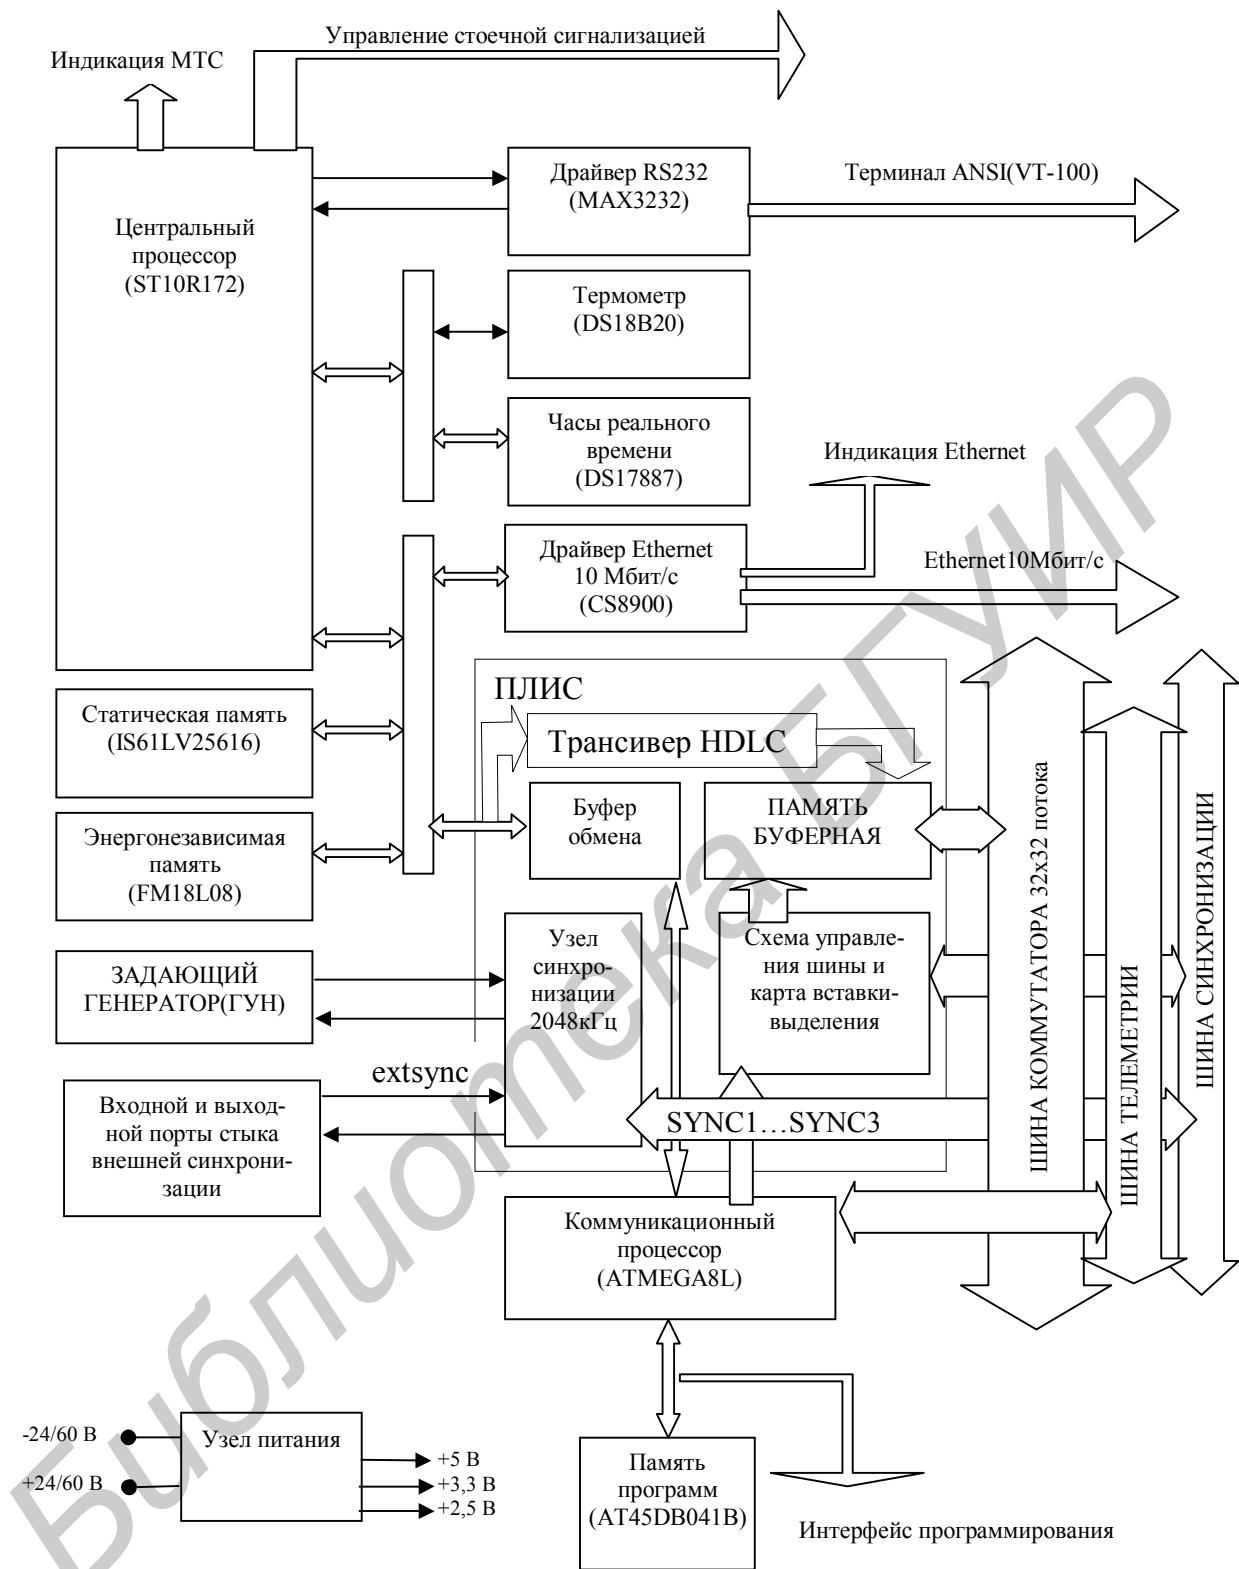 Управление стоечной сигнализацией
Индикация МТС
Центральный
процессор
(ST10R172)
Драйвер RS232
(MAX3232)
Терминал ANSI(VT-100)
Термометр
(DS18B20)
Часы реального
времени
(DS17887)
Индикация Ethernet
Драйвер Ethernet
10 Мбит/с
(CS8900)
Ethernet10Мбит/с
Статическая память
(IS61LV25616)
Энергонезависимая
память
(FM18L08)
ПЛИС
Трансивер HDLC
Буфер
обмена
ПАМЯТЬ
БУФЕРНАЯ
ЗАДАЮЩИЙ
ГЕНЕРАТОР(ГУН)
Узел
синхро-
низации
2048кГц
Схема управле-
ния шины и
карта вставки-
выделения
extsync
Входной и выход-
ной порты стыка
внешней синхрони-
зации
SYNC1…SYNC3
ШИНА КОММУТАТОРА 32х32 потока
ШИНА ТЕЛЕМЕТРИИ
ШИНА СИНХРОНИЗАЦИИ
Коммуникационный
процессор
(ATMEGA8L)
-24/60 В
+24/60 В
Узел питания
+5 В
+3,3 В
+2,5 В
Память
программ
(AT45DB041B)
Интерфейс программирования
Библиотека БГУИР